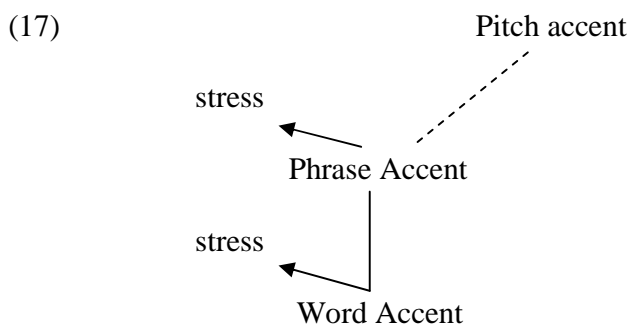 (17) Pitch accent
stress
Phrase Accent
stress
Word Accent